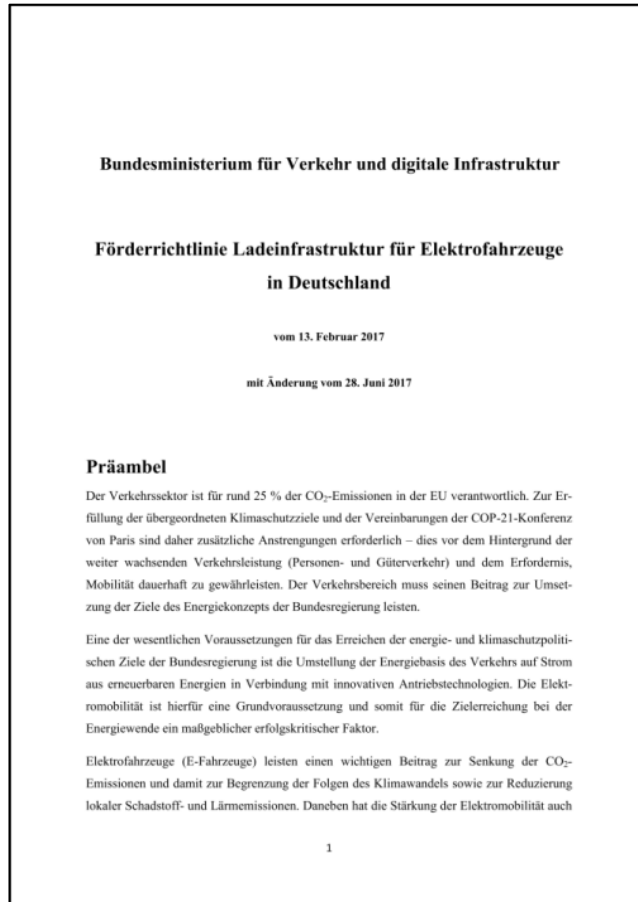 Bundesministerium für Verkehr und digitale Infrastruktur
Förderrichtlinie Ladeinfrastruktur für Elektrofahrzeuge
in Deutschland
vom 13. Februar 2017
mit Änderung vom 28. Juni 2017
Präambel
Der Verkehrssektor ist für rund 25 % der CO₂-Emissionen in der EU verantwortlich. Zur Er-
füllung der übergeordneten Klimaschutzziele und der Vereinbarungen der COP-21-Konferenz
von Paris sind daher zusätzliche Anstrengungen erforderlich – dies vor dem Hintergrund der
weiter wachsenden Verkehrsleistung (Personen- und Güterverkehr) und dem Erfordernis,
Mobilität dauerhaft zu gewährleisten. Der Verkehrsbereich muss seinen Beitrag zur Umset-
zung der Ziele des Energiekonzepts der Bundesregierung leisten.
Eine der wesentlichen Voraussetzungen für das Erreichen der energie- und klimaschutzpoliti-
schen Ziele der Bundesregierung ist die Umstellung der Energiebasis des Verkehrs auf Strom
aus erneuerbaren Energien in Verbindung mit innovativen Antriebstechnologien. Die Elekt-
romobilität ist hierfür eine Grundvoraussetzung und somit für die Zielerreichung bei der
Energiewende ein maßgeblicher erfolgskritischer Faktor.
Elektrofahrzeuge (E-Fahrzeuge) leisten einen wichtigen Beitrag zur Senkung der CO₂-
Emissionen und damit zur Begrenzung der Folgen des Klimawandels sowie zur Reduzierung
lokaler Schadstoff- und Lärmemissionen. Daneben hat die Stärkung der Elektromobilität auch
1